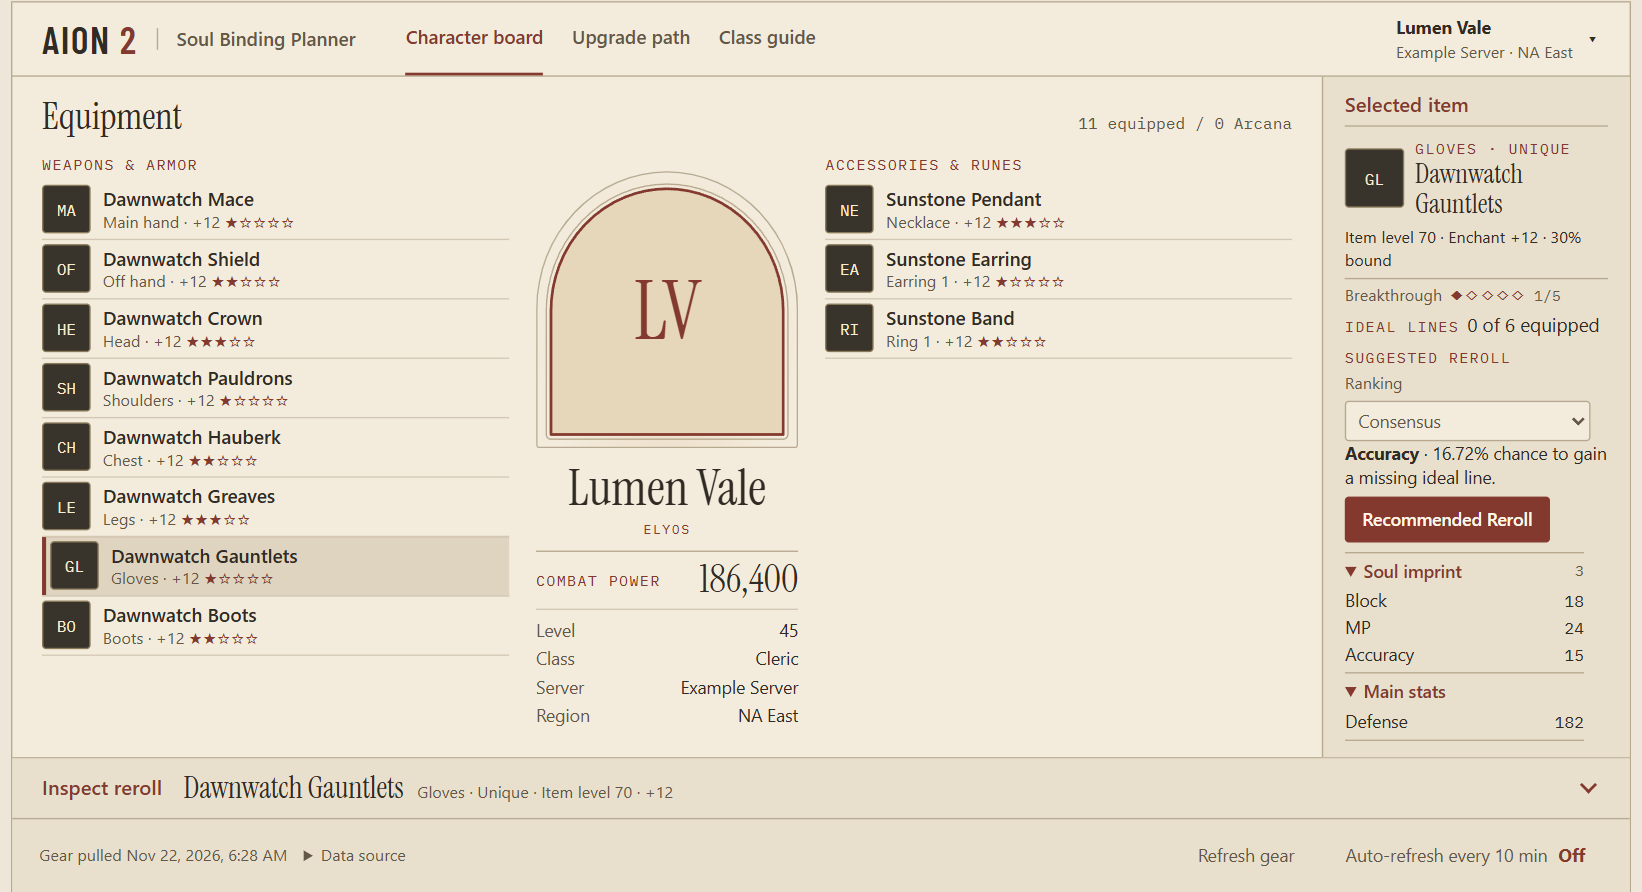 AION 2
Soul Binding Planner
Character board
Upgrade path
Class guide
Lumen Vale
Example Server · NA East
Equipment
11 equipped / 0 Arcana
WEAPONS & ARMOR
MA
Dawnwatch Mace
Main hand · +12 ★☆☆☆☆
OF
Dawnwatch Shield
Off hand · +12 ★★☆☆☆
HE
Dawnwatch Crown
Head · +12 ★★★☆☆
SH
Dawnwatch Pauldrons
Shoulders · +12 ★☆☆☆☆
CH
Dawnwatch Hauberk
Chest · +12 ★★☆☆☆
LE
Dawnwatch Greaves
Legs · +12 ★★★☆☆
GL
Dawnwatch Gauntlets
Gloves · +12 ★☆☆☆☆
BO
Dawnwatch Boots
Boots · +12 ★★☆☆☆
LV
Lumen Vale
ELYOS
COMBAT POWER 186,400
Level 45
Class Cleric
Server Example Server
Region NA East
ACCESSORIES & RUNES
NE
Sunstone Pendant
Necklace · +12 ★★★☆☆
EA
Sunstone Earring
Earring 1 · +12 ★☆☆☆☆
RI
Sunstone Band
Ring 1 · +12 ★★☆☆☆
Selected item
GL
GLOVES · UNIQUE
Dawnwatch
Gauntlets
Item level 70 · Enchant +12 · 30%
bound
Breakthrough ◆◇◇◇◇ 1/5
IDEAL LINES 0 of 6 equipped
SUGGESTED REROLL
Ranking
Consensus
Accuracy · 16.72% chance to gain
a missing ideal line.
Recommended Reroll
▼ Soul imprint 3
Block 18
MP 24
Accuracy 15
▼ Main stats
Defense 182
Inspect reroll
Dawnwatch Gauntlets
Gloves · Unique · Item level 70 · +12
Gear pulled Nov 22, 2026, 6:28 AM
▶ Data source
Refresh gear
Auto-refresh every 10 min Off